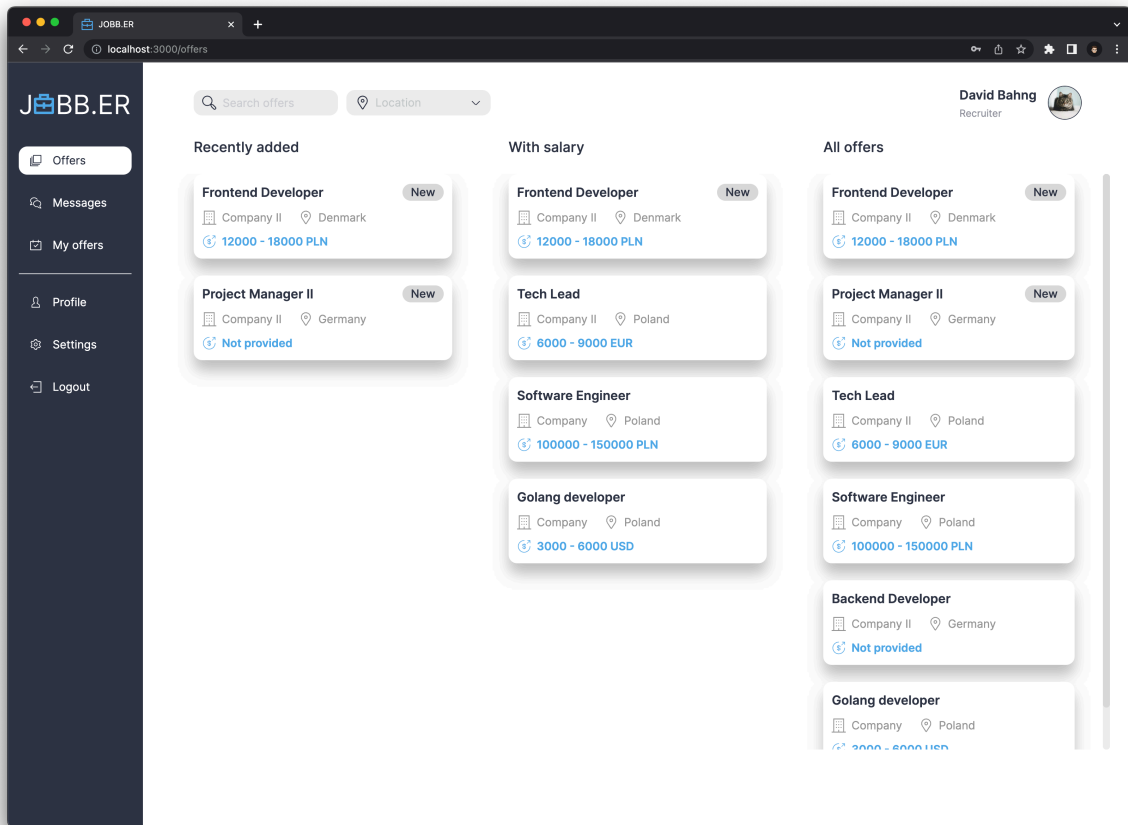 JOBB.ER
localhost:3000/offers
JOBB.ER
Offers
Messages
My offers
Profile
Settings
Logout
Search offers
Location
David Bahng
Recruiter
Recently added
Frontend Developer New
Company II Denmark
12000 - 18000 PLN
Project Manager II New
Company II Germany
Not provided
With salary
Frontend Developer New
Company II Denmark
12000 - 18000 PLN
Tech Lead
Company II Poland
6000 - 9000 EUR
Software Engineer
Company Poland
100000 - 150000 PLN
Golang developer
Company Poland
3000 - 6000 USD
All offers
Frontend Developer New
Company II Denmark
12000 - 18000 PLN
Project Manager II New
Company II Germany
Not provided
Tech Lead
Company II Poland
6000 - 9000 EUR
Software Engineer
Company Poland
100000 - 150000 PLN
Backend Developer
Company II Germany
Not provided
Golang developer
Company Poland
3000 - 6000 USD